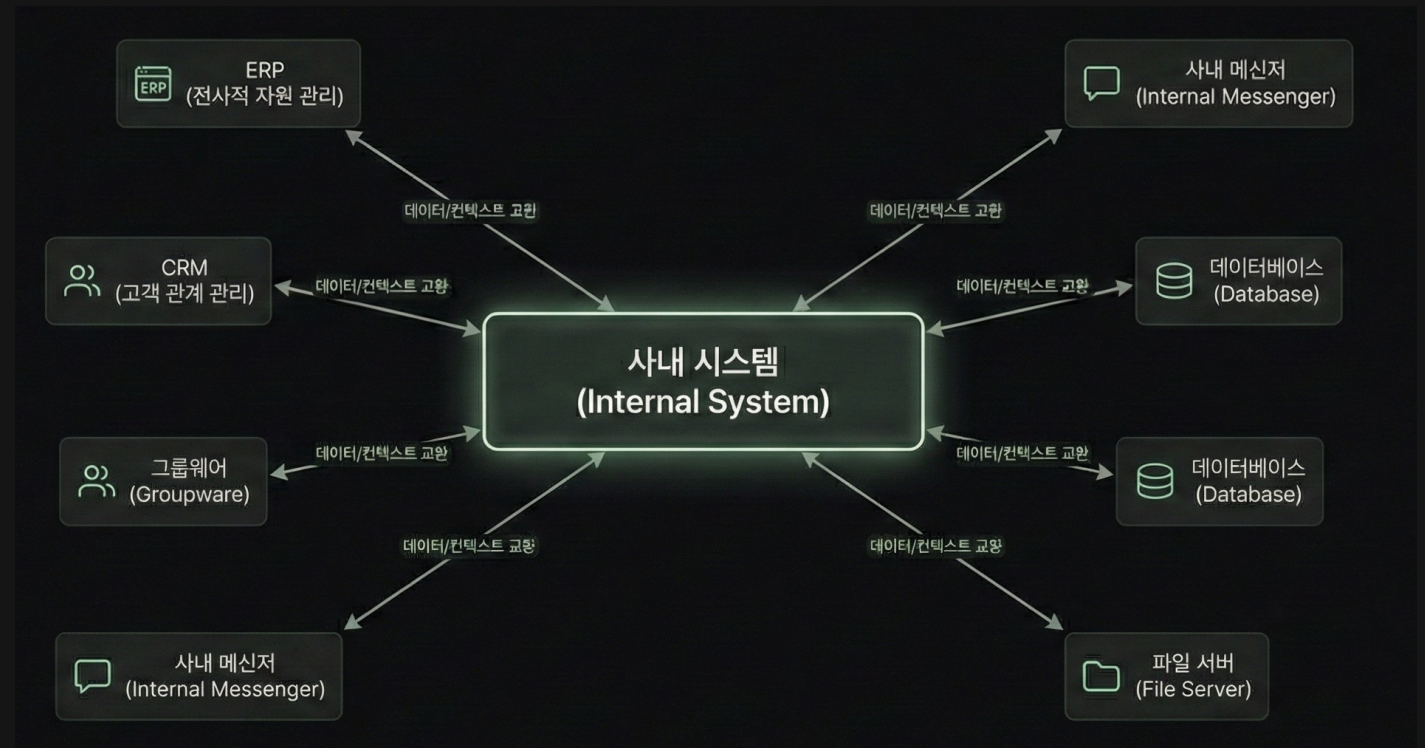 ERP
ERP
(전사적 자원 관리)
사내 메신저
(Internal Messenger)
데이터/컨텍스트
데이터/컨텍스트
CRM
(고객 관계 관리)
데이터/컨텍스트
데이터/컨텍스트
데이터베이스
(Database)
사내 시스템
(Internal System)
그룹웨어
(Groupware)
데이터/컨텍스트
데이터/컨텍스트
데이터베이스
(Database)
데이터/컨텍스트
데이터/컨텍스트
사내 메신저
(Internal Messenger)
파일 서버
(File Server)